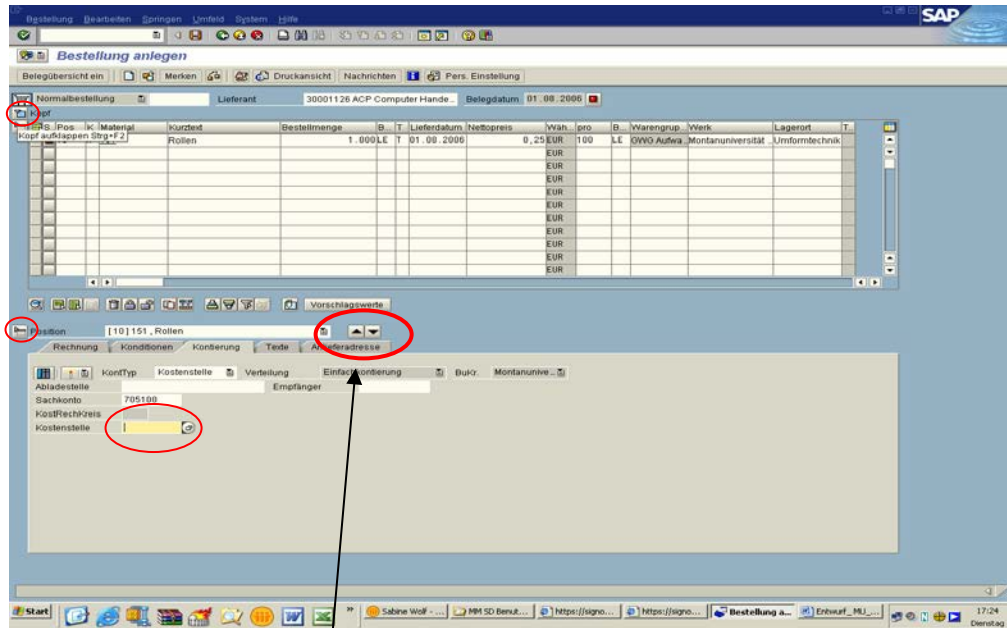 Bestellung Bearbeiten Springen Umfeld System Hilfe
SAP
Bestellung anlegen
Belegübersicht ein Merken Druckansicht Nachrichten Pers. Einstellung
Normalbestellung Lieferant 30001126 ACP Computer Hande... Belegdatum 01.08.2006
Kopf
S.. Pos K Material Kurztext Bestellmenge B... T Lieferdatum Nettopreis Wäh... pro B... Warengrup... Werk Lagerort T...
Kopf aufklappen Strg+F2
Rollen 1.000 LE T 01.08.2006 0,25 EUR 100 LE GWG Aufwa... Montanuniversität ... Umformtechnik
EUR
EUR
EUR
EUR
EUR
EUR
EUR
EUR
EUR
EUR
Vorschlagswerte
Position [10] 151 , Rollen
Rechnung Konditionen Kontierung Texte Anlieferadresse
KontTyp Kostenstelle Verteilung Einfachkontierung BuKr. Montanunive...
Abladestelle Empfänger
Sachkonto 705100
KostRechKreis
Kostenstelle
Start Sabine Wolf - ... MM SD Benut... https://signo... https://signo... Bestellung a... Entwurf_MU_... 17:24
Dienstag